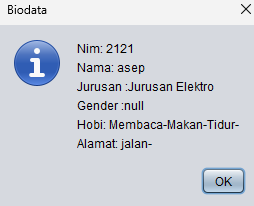 Biodata
Nim: 2121
Nama: asep
Jurusan :Jurusan Elektro
Gender :null
Hobi: Membaca-Makan-Tidur-
Alamat: jalan-
OK